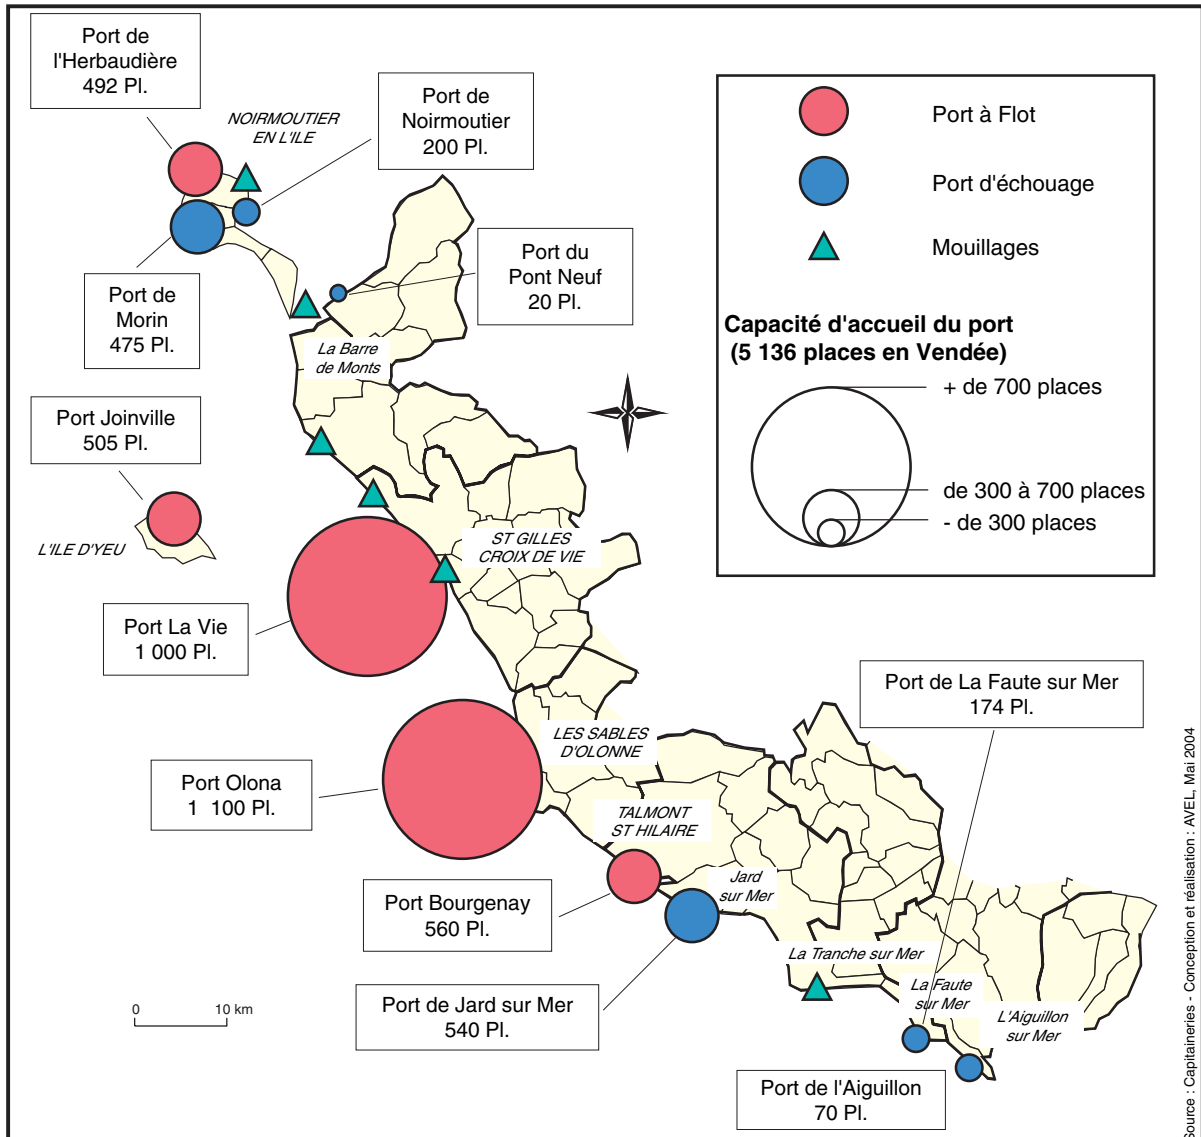 Port de
l'Herbaudière
492 Pl.
NOIRMOUTIER
EN L'ILE
Port de
Noirmoutier
200 Pl.
Port à Flot
Port d'échouage
Mouillages
Capacité d'accueil du port
(5 136 places en Vendée)
+ de 700 places
de 300 à 700 places
- de 300 places
Port du
Pont Neuf
20 Pl.
Port de
Morin
475 Pl.
La Barre
de Monts
Port Joinville
505 Pl.
L'ILE D'YEU
ST GILLES
CROIX DE VIE
Port La Vie
1 000 Pl.
Port de La Faute sur Mer
174 Pl.
LES SABLES
D'OLONNE
Port Olona
1 100 Pl.
TALMONT
ST HILAIRE
Port Bourgenay
560 Pl.
Jard
sur Mer
La Tranche sur Mer
La Faute
sur Mer
L'Aiguillon
sur Mer
Port de Jard sur Mer
540 Pl.
0 10 km
Port de l'Aiguillon
70 Pl.
Source : Capitaineries - Conception et réalisation : AVEL, Mai 2004